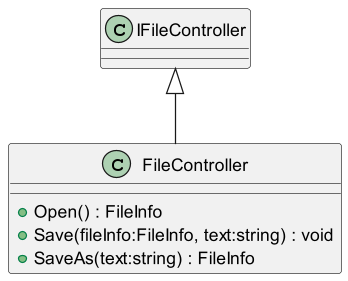 C IFileController
C FileController
Open() : FileInfo
Save(fileInfo:FileInfo, text:string) : void
SaveAs(text:string) : FileInfo